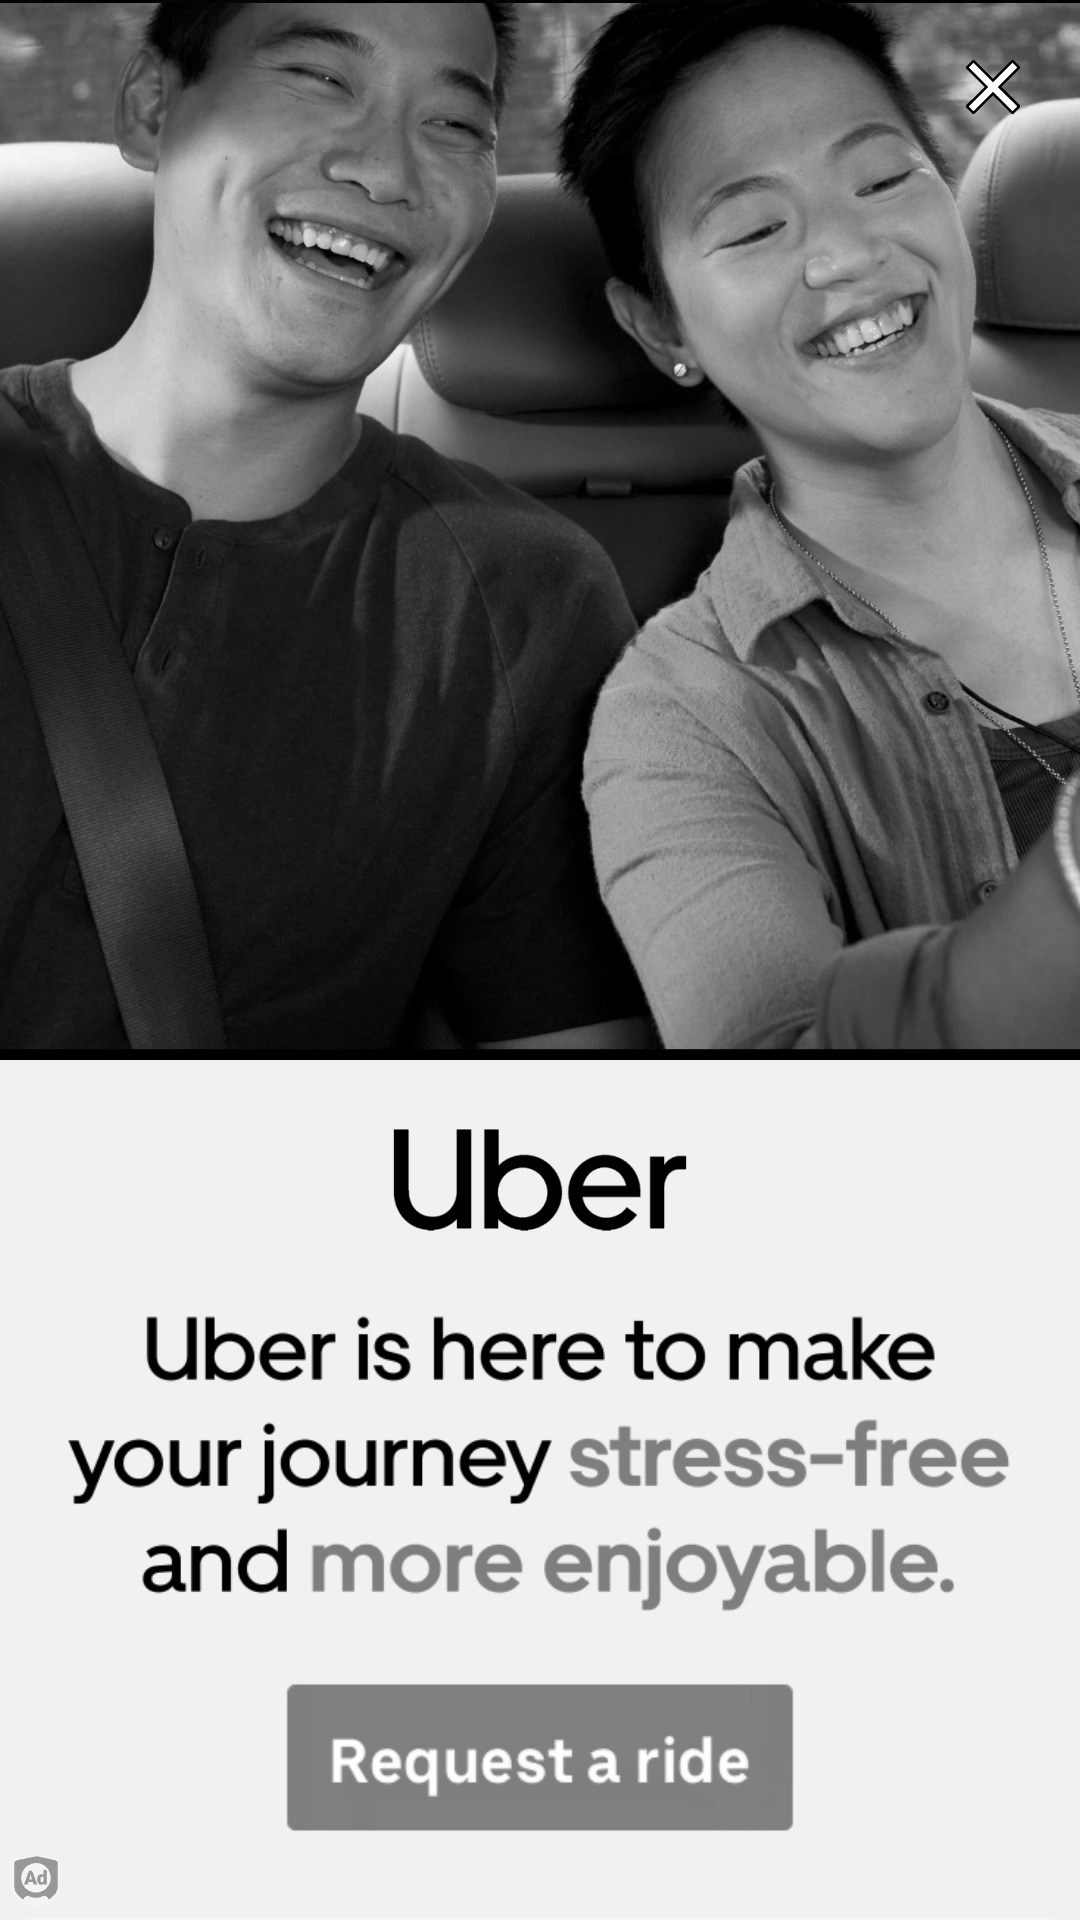 Uber
Uber is here to make
your journey stress-free
and more enjoyable.
Request a ride
Ad